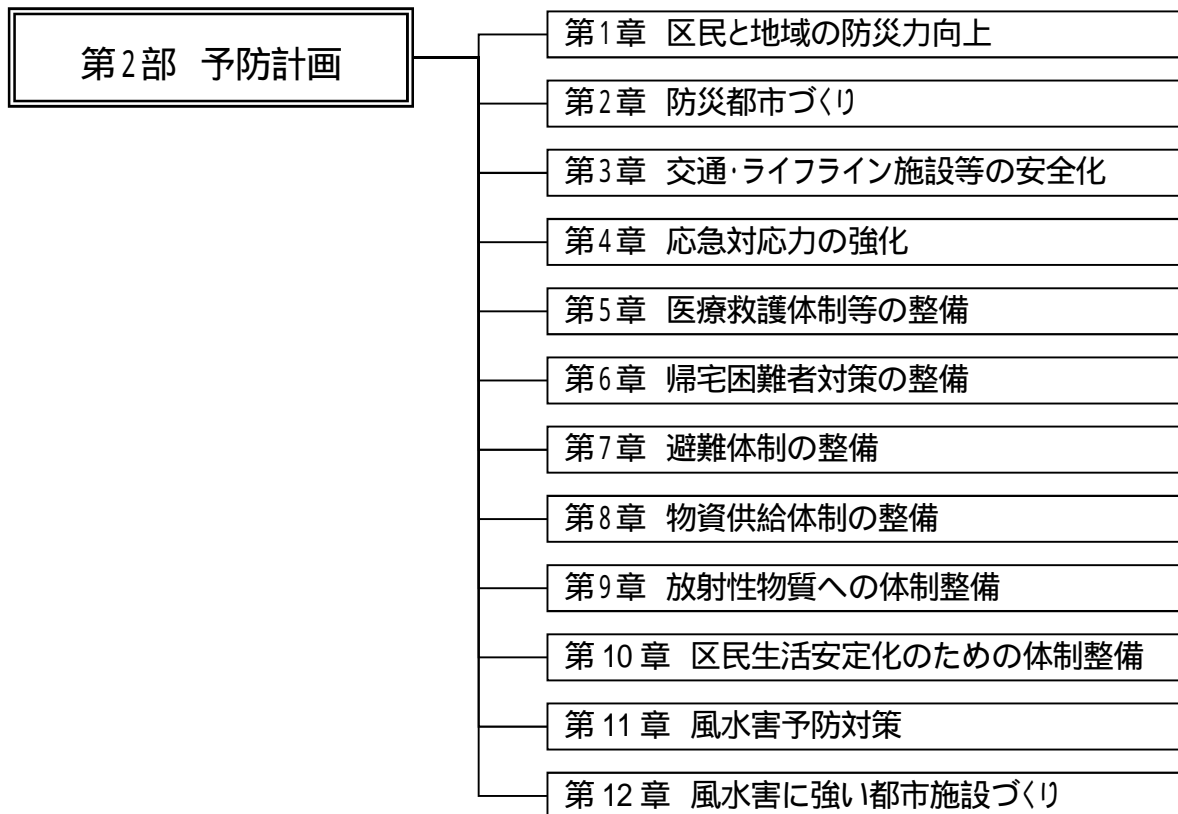 第2部 予防計画
第1章 区民と地域の防災力向上
第2章 防災都市づくり
第3章 交通・ライフライン施設等の安全化
第4章 応急対応力の強化
第5章 医療救護体制等の整備
第6章 帰宅困難者対策の整備
第7章 避難体制の整備
第8章 物資供給体制の整備
第9章 放射性物質への体制整備
第10章 区民生活安定化のための体制整備
第11章 風水害予防対策
第12章 風水害に強い都市施設づくり